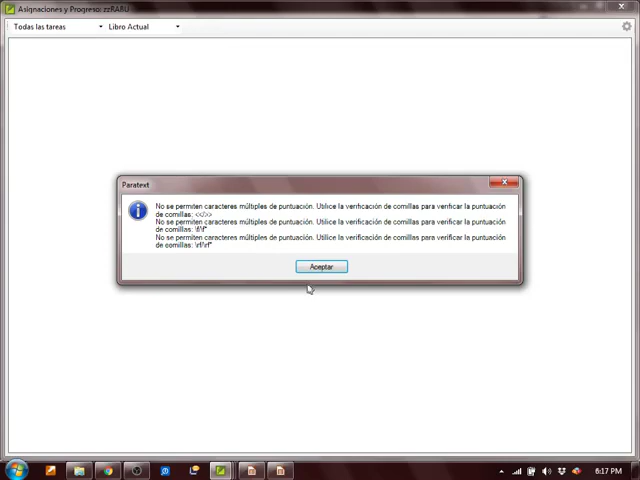 Asignaciones y Progreso: zzRARU
Todas las tareas
Libro Actual
Paratext
No se permiten caracteres múltiples de puntuación. Utilice la verificación de comillas para verificar la puntuación
de comillas: <</>>
No se permiten caracteres múltiples de puntuación. Utilice la verificación de comillas para verificar la puntuación
de comillas: \f/\f*
No se permiten caracteres múltiples de puntuación. Utilice la verificación de comillas para verificar la puntuación
de comillas: \rf/\rf*
Aceptar
6:17 PM